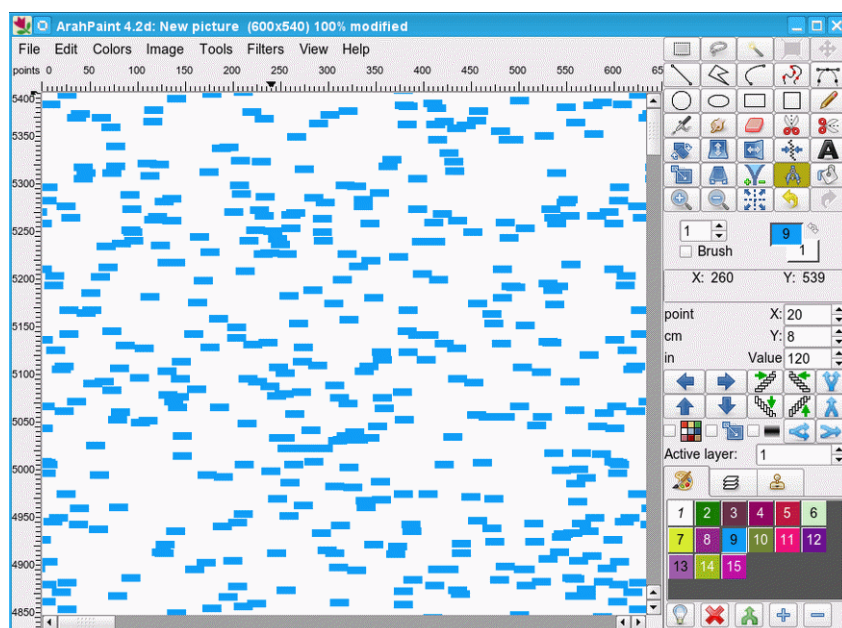 ArahPaint 4.2d: New picture (600x540) 100% modified
File Edit Colors Image Tools Filters View Help
points 0 50 100 150 200 250 300 350 400 450 500 550 600 65
5400
5350
5300
5250
5200
5150
5100
5050
5000
4950
4900
4850
A
1
Brush
9
1
X: 260 Y: 539
point X: 20
cm Y: 8
in Value 120
Active layer: 1
1 2 3 4 5 6
7 8 9 10 11 12
13 14 15